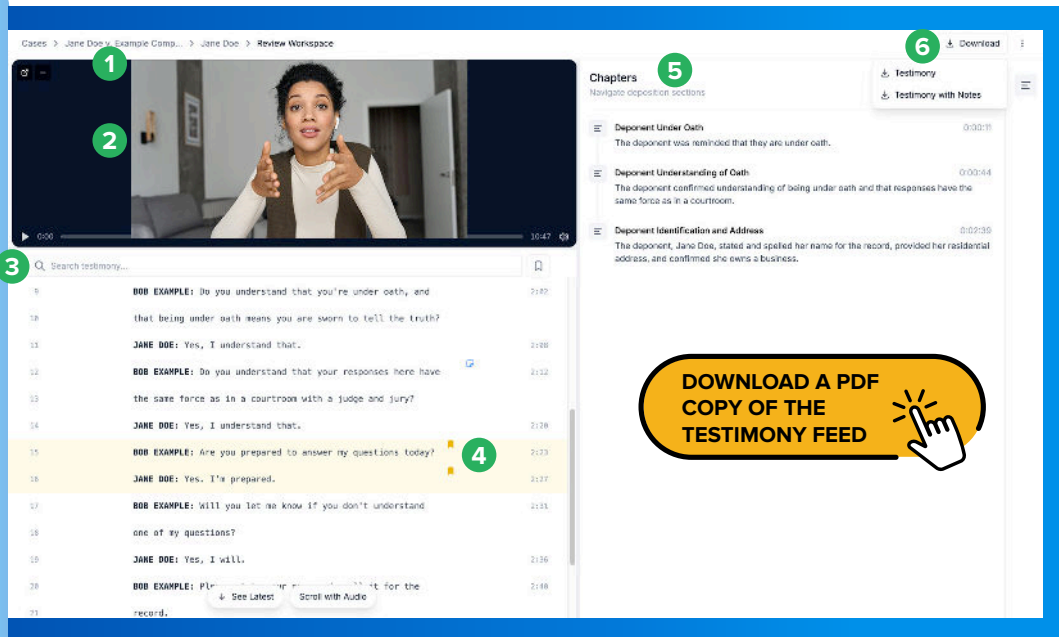 Cases > Jane Doe v. Example Comp... > Jane Doe > Review Workspace
6
Download
1
2
0:00
10:47
3
Search testimony...
9 BOB EXAMPLE: Do you understand that you're under oath, and 2:02
10 that being under oath means you are sworn to tell the truth?
11 JANE DOE: Yes, I understand that. 2:08
12 BOB EXAMPLE: Do you understand that your responses here have 2:12
13 the same force as in a courtroom with a judge and jury?
14 JANE DOE: Yes, I understand that. 2:20
15 BOB EXAMPLE: Are you prepared to answer my questions today? 2:23
4
16 JANE DOE: Yes. I'm prepared. 2:27
17 BOB EXAMPLE: Will you let me know if you don't understand 2:31
18 one of my questions?
19 JANE DOE: Yes, I will. 2:36
20 BOB EXAMPLE: for the 2:40
See Latest
Scroll with Audio
21 record.
Chapters
5
Navigate deposition sections
Testimony
Testimony with Notes
Deponent Under Oath 0:00:11
The deponent was reminded that they are under oath.
Deponent Understanding of Oath 0:00:44
The deponent confirmed understanding of being under oath and that responses have the
same force as in a courtroom.
Deponent Identification and Address 0:02:39
The deponent, Jane Doe, stated and spelled her name for the record, provided her residential
address, and confirmed she owns a business.
DOWNLOAD A PDF
COPY OF THE
TESTIMONY FEED